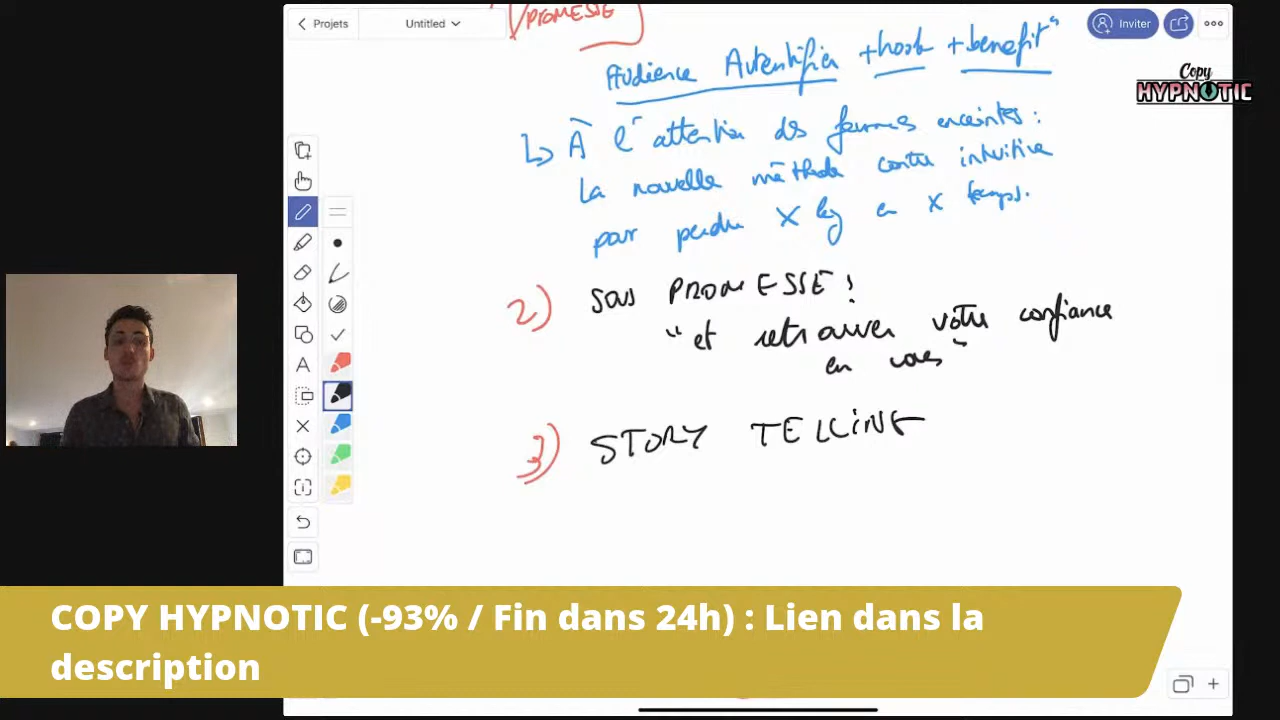 Projets
Untitled
Inviter
PROMESSE
Audience Autentifier + hook + benefit"
Copy
HYPNOTIC
↳ À l'attention des femmes enceintes :
La nouvelle méthode contre intuitive
pour perdre X kg en X temps.
2) SOUS PROMESSE !
"et retrouver votre confiance
en vous"
3) STORY TELLING
COPY HYPNOTIC (-93% / Fin dans 24h) : Lien dans la
description